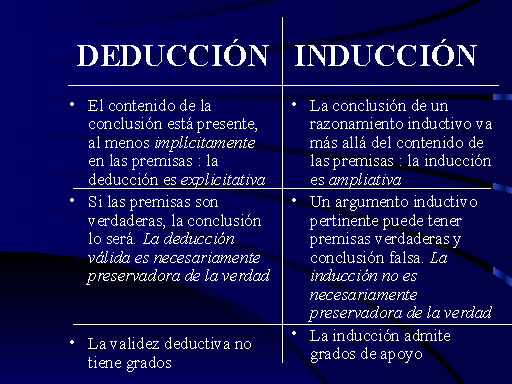 DEDUCCIÓN
INDUCCIÓN
• El contenido de la
conclusión está presente,
al menos implícitamente
en las premisas : la
deducción es explicitativa
• La conclusión de un
razonamiento inductivo va
más allá del contenido de
las premisas : la inducción
es ampliativa
• Si las premisas son
verdaderas, la conclusión
lo será. La deducción
válida es necesariamente
preservadora de la verdad
• Un argumento inductivo
pertinente puede tener
premisas verdaderas y
conclusión falsa. La
inducción no es
necesariamente
preservadora de la verdad
• La validez deductiva no
tiene grados
• La inducción admite
grados de apoyo